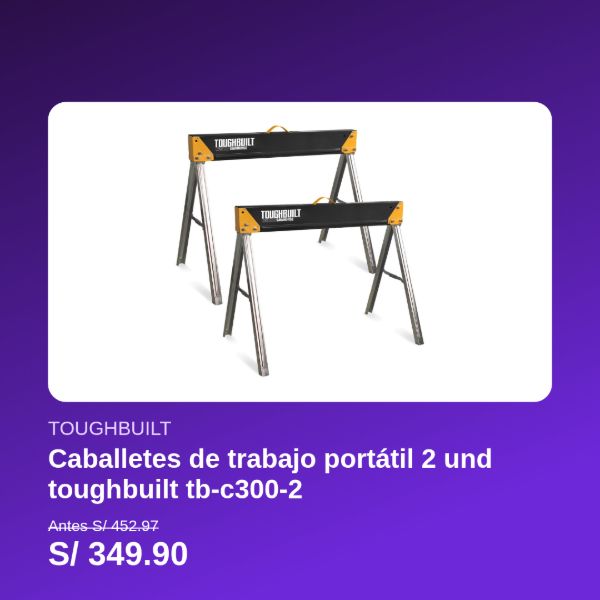 TOUGHBUILT
TOUGHBUILT
TOUGHBUILT
Caballetes de trabajo portátil 2 und
toughbuilt tb-c300-2
Antes S/ 452.97
S/ 349.90